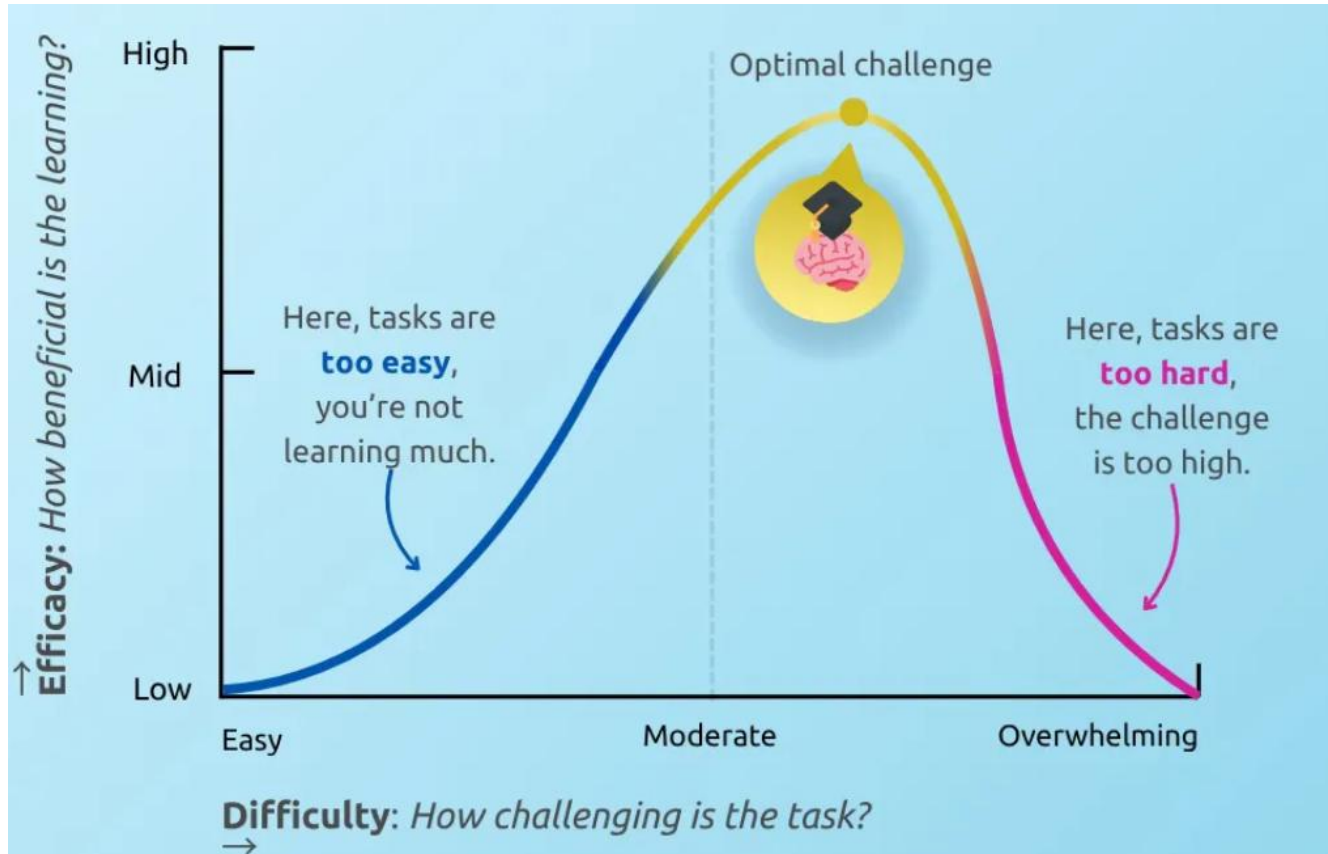 Efficacy: How beneficial is the learning?
↑
High
Mid
Low
Optimal challenge
Here, tasks are
too easy,
you're not
learning much.
Here, tasks are
too hard,
the challenge
is too high.
Easy
Moderate
Overwhelming
Difficulty: How challenging is the task?
→